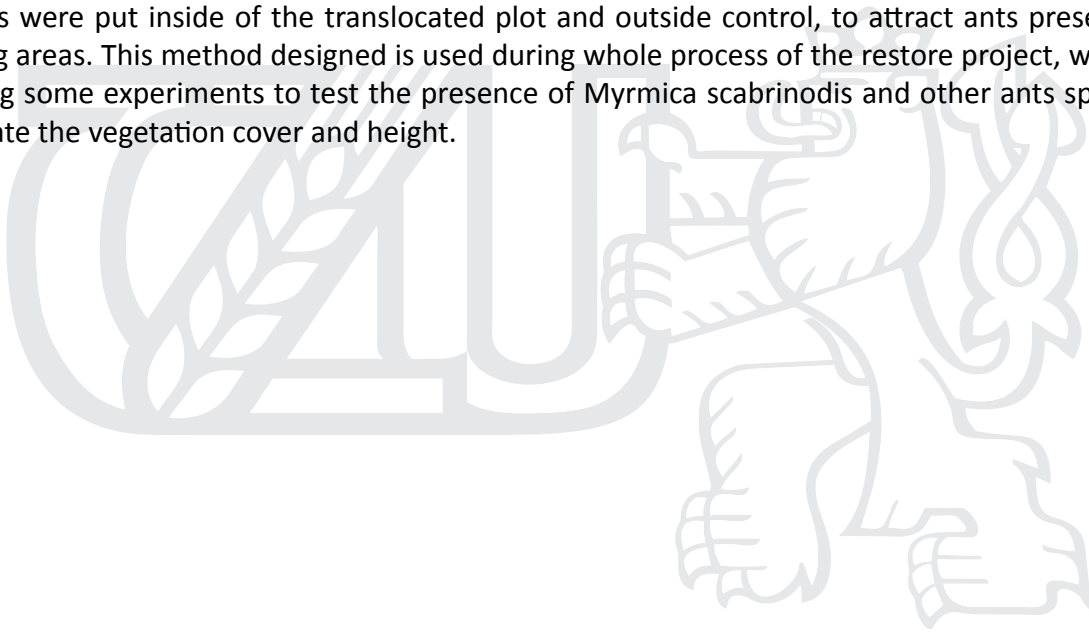 s were put inside of the translocated plot and outside control, to attract ants prese
g areas. This method designed is used during whole process of the restore project, w
g some experiments to test the presence of Myrmica scabrinodis and other ants sp
the vegetation cover and height.
CZU